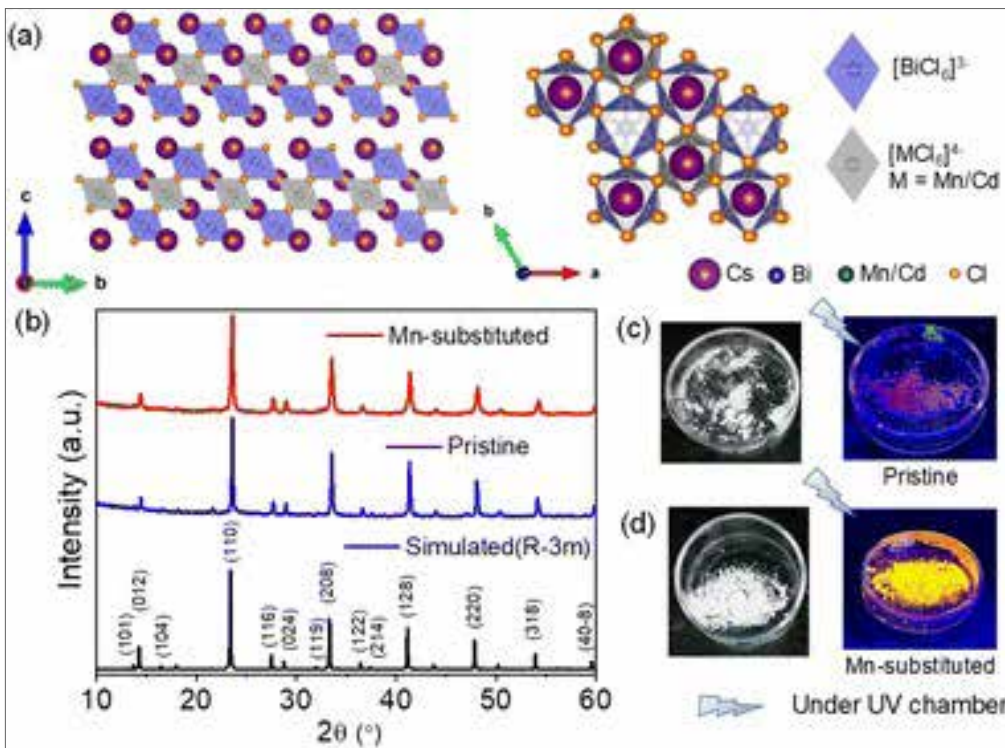 (a)
[BiCl6]3-
[MCl6]4-
M = Mn/Cd
c
b
b
a
Cs Bi Mn/Cd Cl
(b)
Mn-substituted
Pristine
Simulated(R-3m)
(101)
(012)
(104)
(110)
(116)
(024)
(119)
(208)
(122)
(214)
(128)
(220)
(318)
(40-8)
Intensity (a.u.)
10 20 30 40 50 60
2θ (°)
(c)
Pristine
(d)
Mn-substituted
Under UV chamber